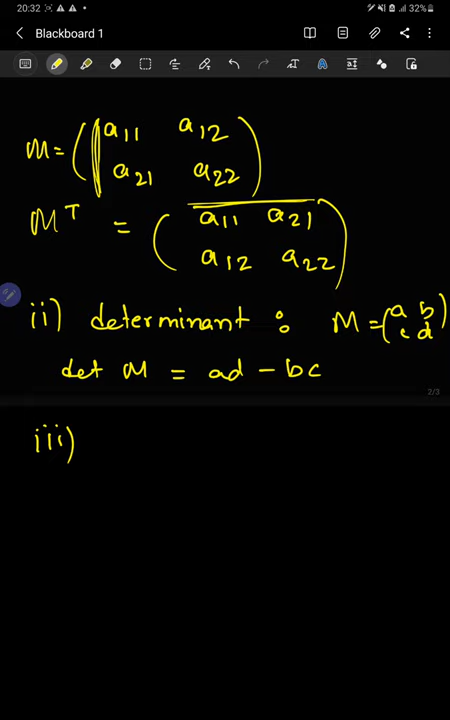 20:32 32%
Blackboard 1
M = ( a11 a12
a21 a22 )
M^T = ( a11 a21
a12 a22 )
ii) determinant : M = ( a b
c d )
det M = ad - bc
2/3
iii)